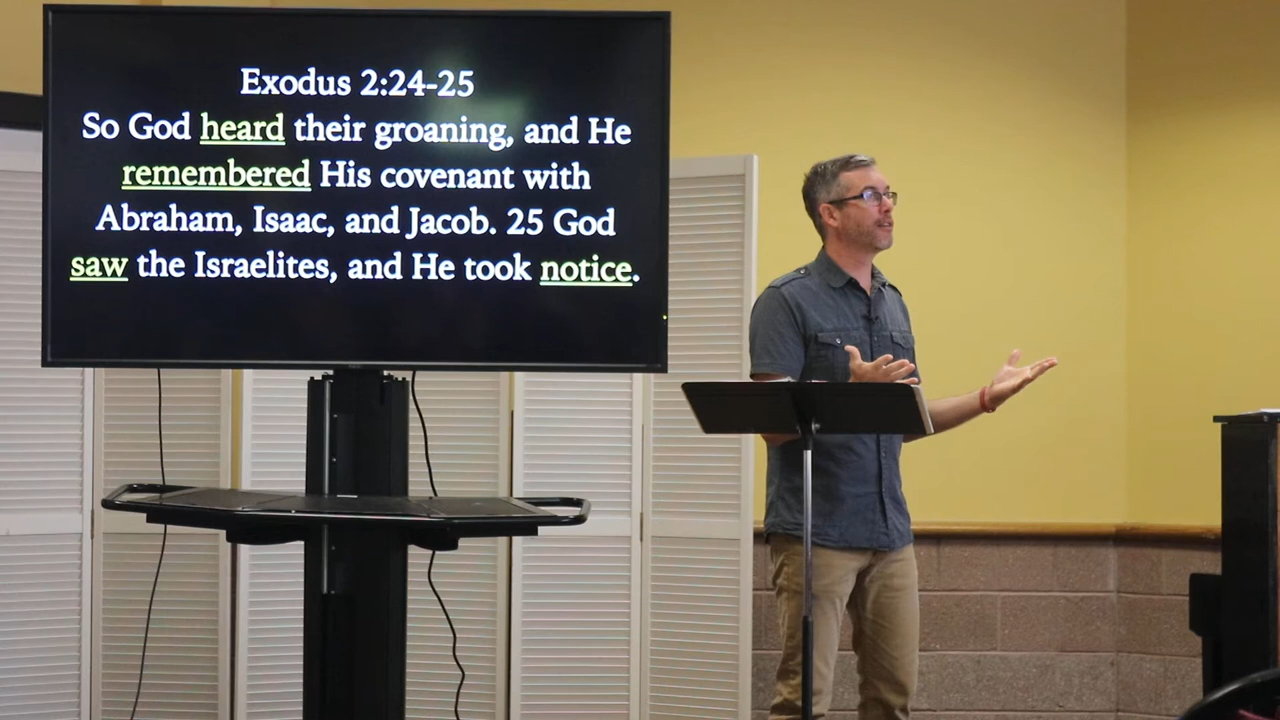 Exodus 2:24-25
So God heard their groaning, and He
remembered His covenant with
Abraham, Isaac, and Jacob. 25 God
saw the Israelites, and He took notice.